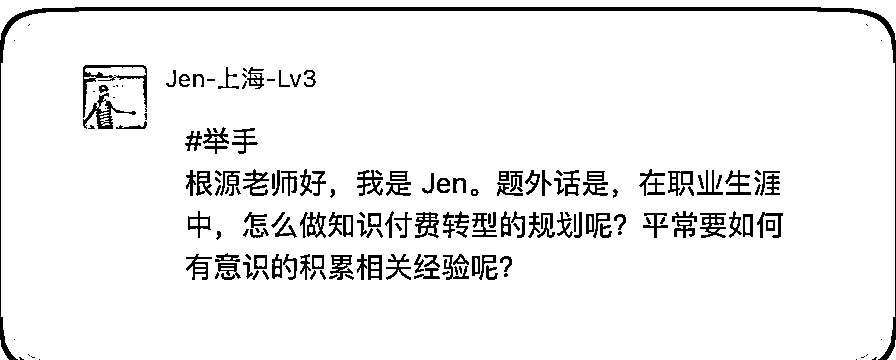 Jen-上海-Lv3
#举手
根源老师好，我是 Jen。题外话是，在职业生涯
中，怎么做知识付费转型的规划呢？平常要如何
有意识的积累相关经验呢？